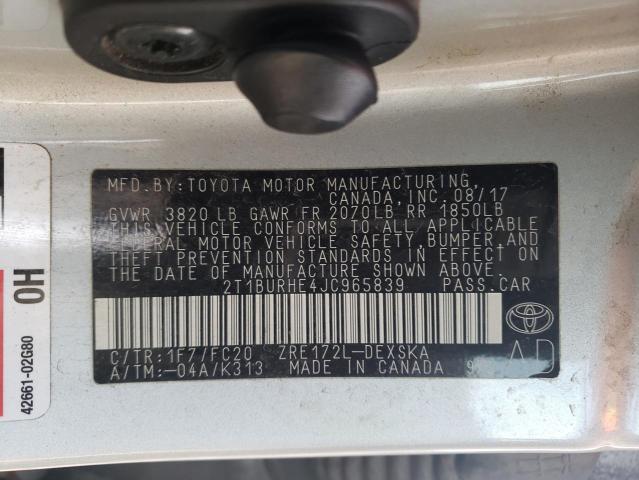 MFD. BY: TOYOTA MOTOR MANUFACTURING,
CANADA, INC. 08/17
GVWR 3820 LB GAWR FR 2070LB RR 1850LB
THIS VEHICLE CONFORMS TO ALL APPLICABLE
FEDERAL MOTOR VEHICLE SAFETY, BUMPER, AND
THEFT PREVENTION STANDARDS IN EFFECT ON
THE DATE OF MANUFACTURE SHOWN ABOVE.
2T1BURHE4JC965839 PASS.CAR
C/TR: 1F7/FC20 ZRE172L-DEXSKA
A/TM: -04A/K313 MADE IN CANADA
AD
0H
42661-02G80